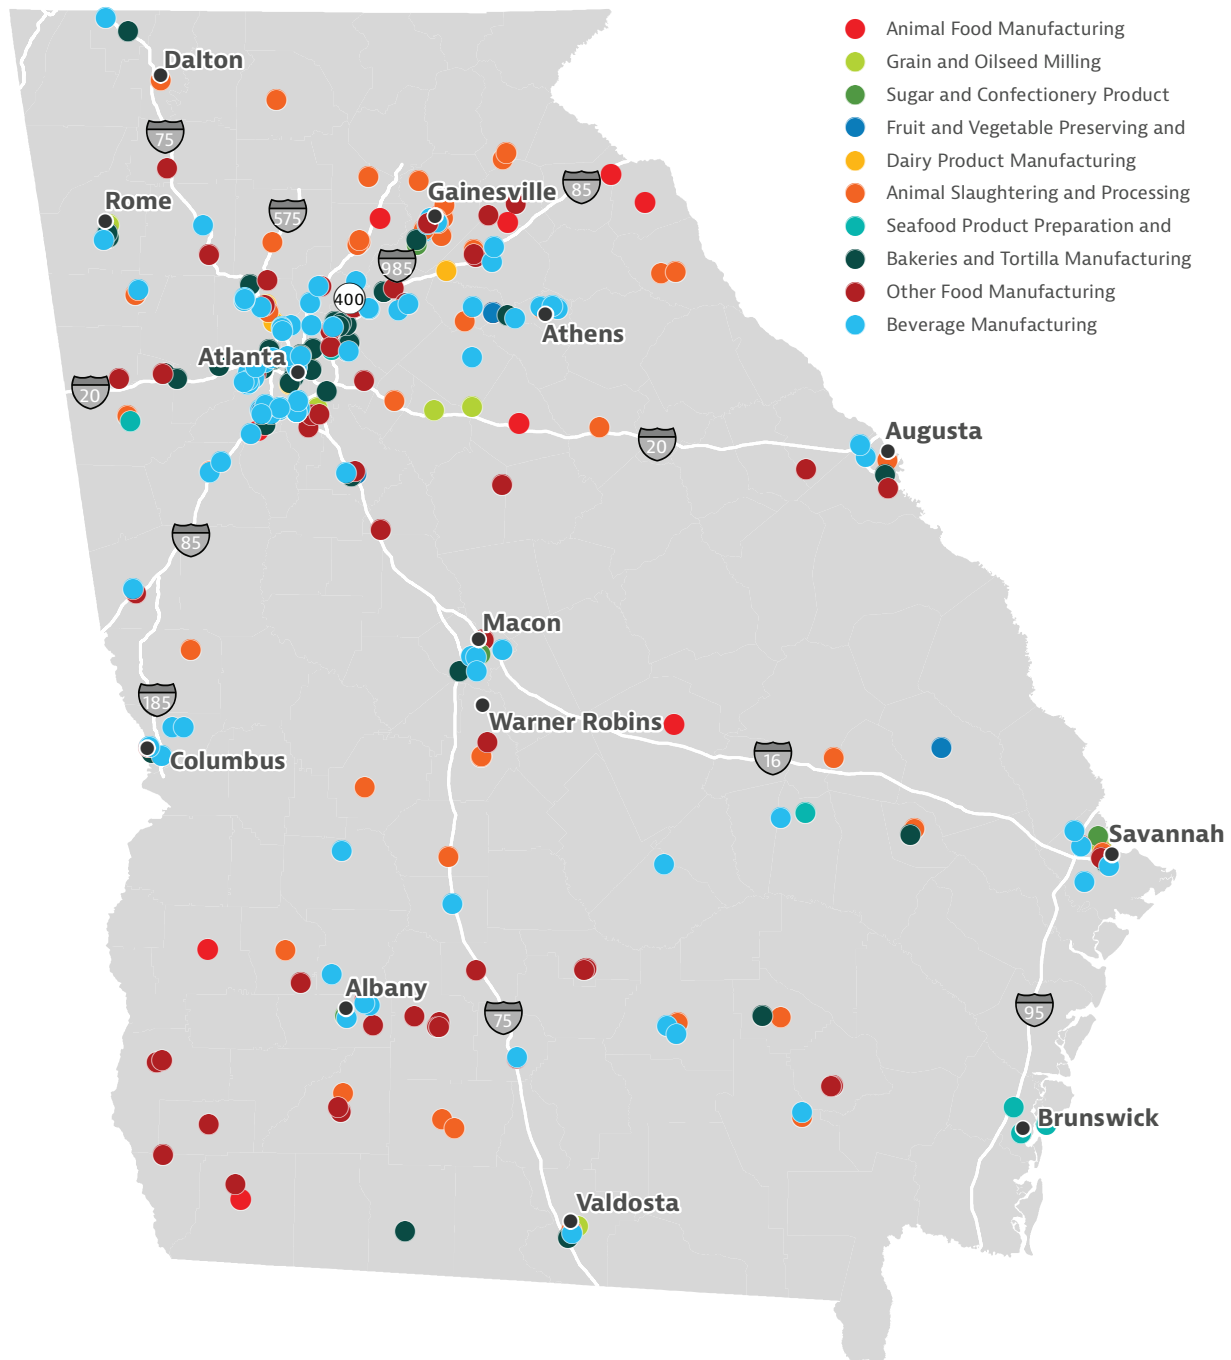 Animal Food Manufacturing
Grain and Oilseed Milling
Sugar and Confectionery Product
Fruit and Vegetable Preserving and
Dairy Product Manufacturing
Animal Slaughtering and Processing
Seafood Product Preparation and
Bakeries and Tortilla Manufacturing
Other Food Manufacturing
Beverage Manufacturing
Dalton
75
Rome
575
Gainesville
85
985
400
Athens
Atlanta
20
20
Augusta
85
Macon
185
Warner Robins
Columbus
16
Savannah
Albany
75
95
Brunswick
Valdosta